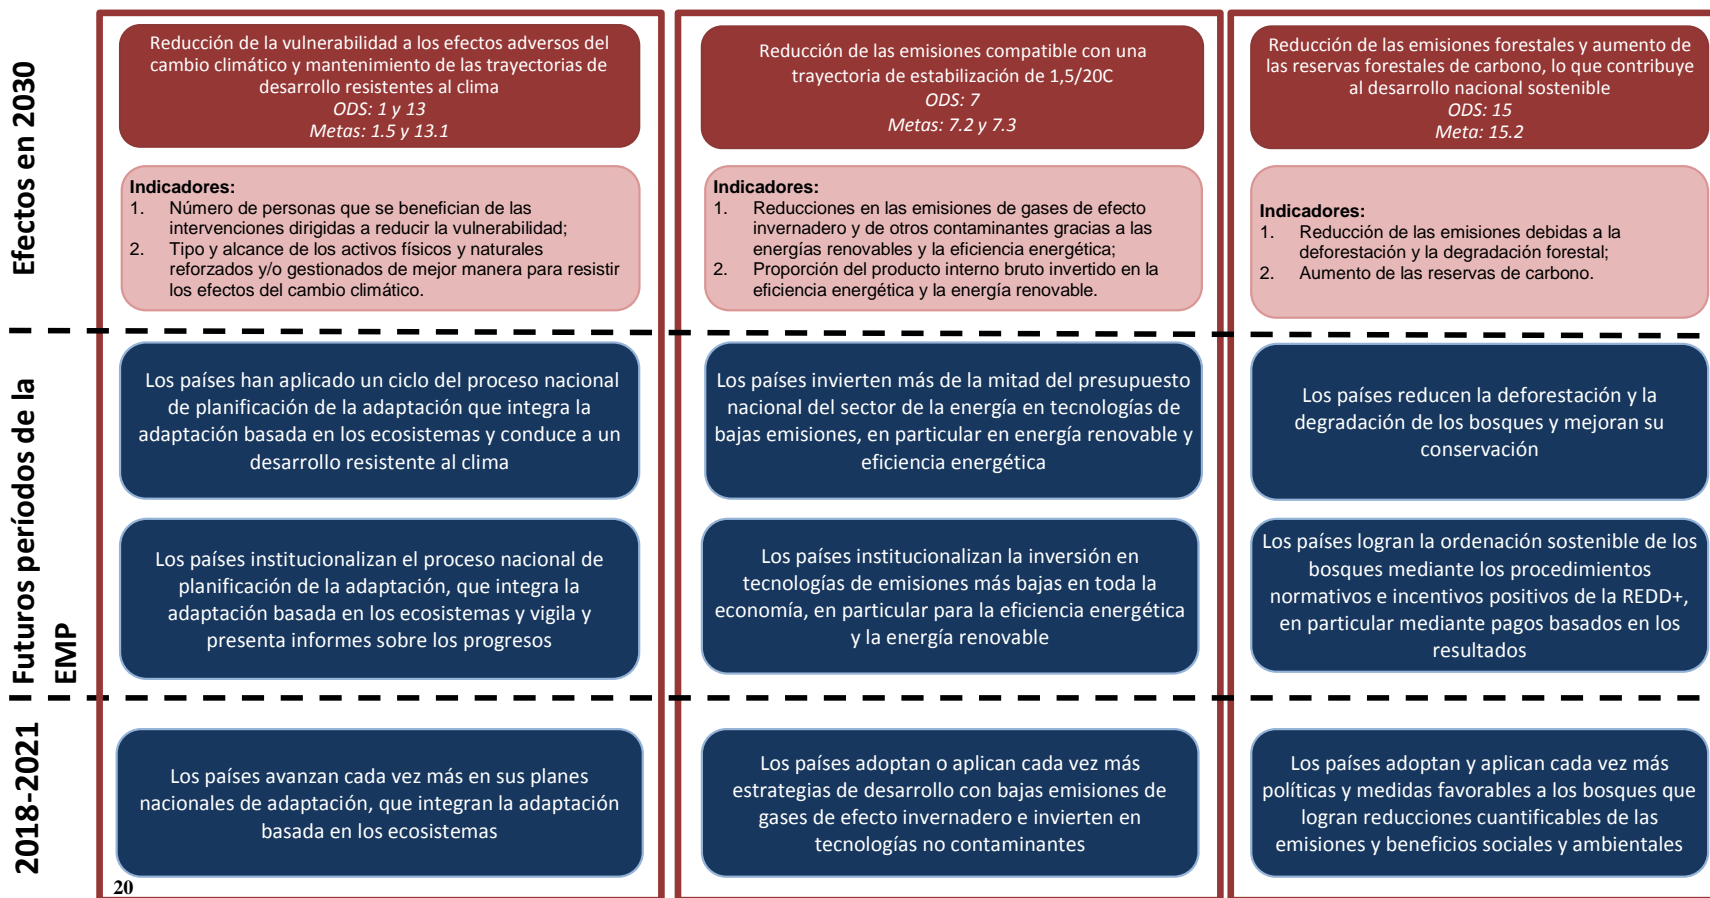 Efectos en 2030
Reducción de la vulnerabilidad a los efectos adversos del
cambio climático y mantenimiento de las trayectorias de
desarrollo resistentes al clima
ODS: 1 y 13
Metas: 1.5 y 13.1
Reducción de las emisiones compatible con una
trayectoria de estabilización de 1,5/20C
ODS: 7
Metas: 7.2 y 7.3
Reducción de las emisiones forestales y aumento de
las reservas forestales de carbono, lo que contribuye
al desarrollo nacional sostenible
ODS: 15
Meta: 15.2
Indicadores:
1. Número de personas que se benefician de las
intervenciones dirigidas a reducir la vulnerabilidad;
2. Tipo y alcance de los activos físicos y naturales
reforzados y/o gestionados de mejor manera para resistir
los efectos del cambio climático.
Indicadores:
1. Reducciones en las emisiones de gases de efecto
invernadero y de otros contaminantes gracias a las
energías renovables y la eficiencia energética;
2. Proporción del producto interno bruto invertido en la
eficiencia energética y la energía renovable.
Indicadores:
1. Reducción de las emisiones debidas a la
deforestación y la degradación forestal;
2. Aumento de las reservas de carbono.
Futuros períodos de la
EMP
Los países han aplicado un ciclo del proceso nacional
de planificación de la adaptación que integra la
adaptación basada en los ecosistemas y conduce a un
desarrollo resistente al clima
Los países invierten más de la mitad del presupuesto
nacional del sector de la energía en tecnologías de
bajas emisiones, en particular en energía renovable y
eficiencia energética
Los países reducen la deforestación y la
degradación de los bosques y mejoran su
conservación
Los países institucionalizan el proceso nacional de
planificación de la adaptación, que integra la
adaptación basada en los ecosistemas y vigila y
presenta informes sobre los progresos
Los países institucionalizan la inversión en
tecnologías de emisiones más bajas en toda la
economía, en particular para la eficiencia energética
y la energía renovable
Los países logran la ordenación sostenible de los
bosques mediante los procedimientos
normativos e incentivos positivos de la REDD+,
en particular mediante pagos basados en los
resultados
2018-2021
Los países avanzan cada vez más en sus planes
nacionales de adaptación, que integran la adaptación
basada en los ecosistemas
Los países adoptan o aplican cada vez más
estrategias de desarrollo con bajas emisiones de
gases de efecto invernadero e invierten en
tecnologías no contaminantes
Los países adoptan y aplican cada vez más
políticas y medidas favorables a los bosques que
logran reducciones cuantificables de las
emisiones y beneficios sociales y ambientales
20